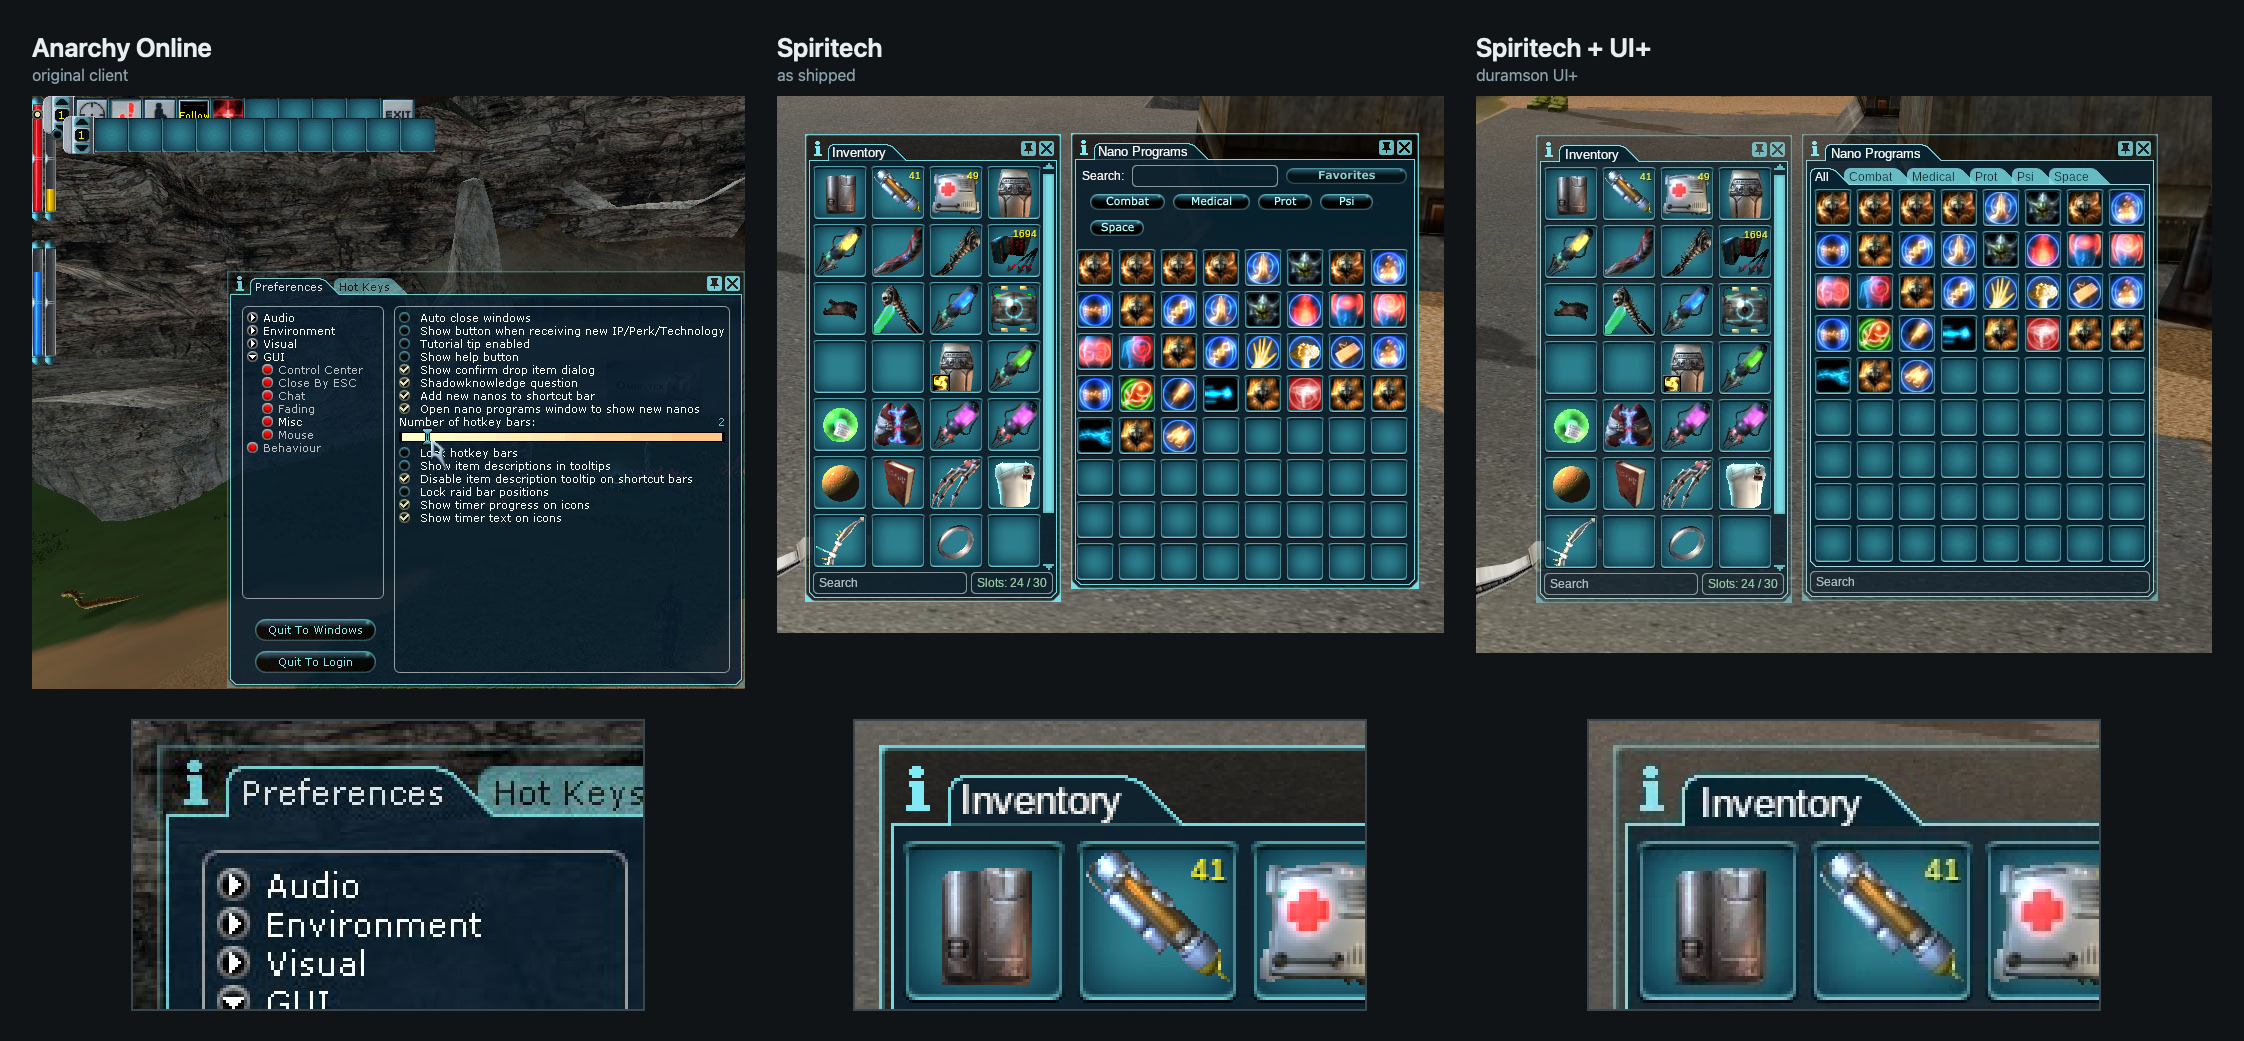 Anarchy Online
original client
Follow
EXIT
1
1
Preferences
Hot Keys
Audio
Environment
Visual
GUI
Control Center
Close By ESC
Chat
Fading
Misc
Mouse
Behaviour
Auto close windows
Show button when receiving new IP/Perk/Technology
Tutorial tip enabled
Show help button
Show confirm drop item dialog
Shadowknowledge question
Add new nanos to shortcut bar
Open nano programs window to show new nanos
Number of hotkey bars: 2
Lock hotkey bars
Show item descriptions in tooltips
Disable item description tooltip on shortcut bars
Lock raid bar positions
Show timer progress on icons
Show timer text on icons
Quit To Windows
Quit To Login
Spiritech
as shipped
Inventory
41
49
1694
3
Search
Slots: 24 / 30
Nano Programs
Search:
Favorites
Combat
Medical
Prot
Psi
Space
Spiritech + UI+
duramson UI+
Inventory
41
49
1694
3
Search
Slots: 24 / 30
Nano Programs
All
Combat
Medical
Prot
Psi
Space
Search
Preferences
Hot Keys
Audio
Environment
Visual
GUI
Inventory
41
Inventory
41